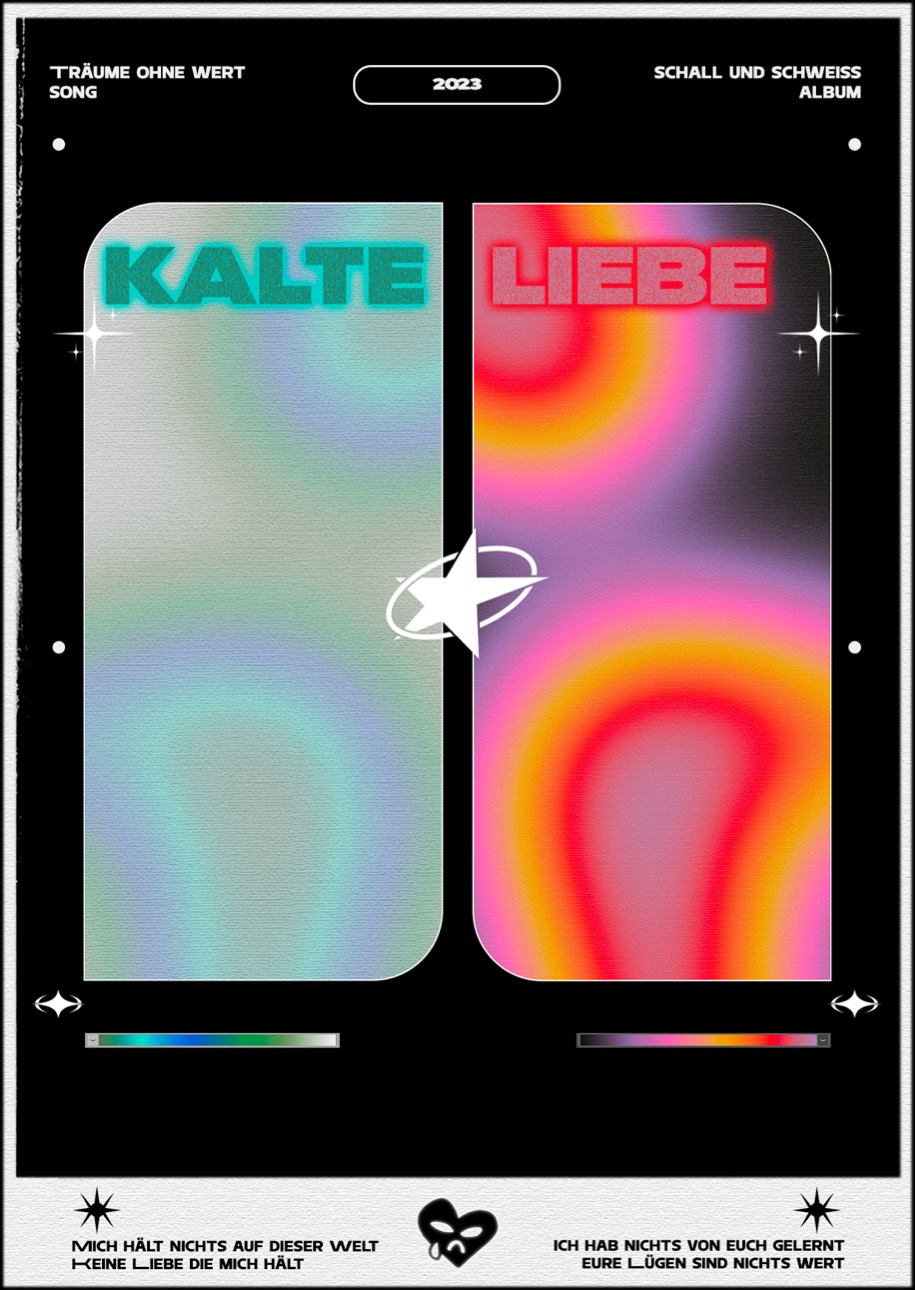 TRÄUME OHNE WERT
SONG
2023
SCHALL UND SCHWEISS
ALBUM
KALTE LIEBE
MICH HÄLT NICHTS AUF DIESER WELT
KEINE LIEBE DIE MICH HÄLT
ICH HAB NICHTS VON EUCH GELERNT
EURE LÜGEN SIND NICHTS WERT